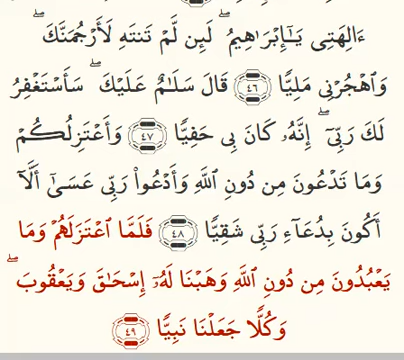 ءَالِهَتِى يَـٰٓإِبْرَٰهِيمُ ۖ لَئِن لَّمْ تَنتَهِ لَأَرْجُمَنَّكَ ۖ
وَٱهْجُرْنِى مَلِيًّا ٤٦ قَالَ سَلَـٰمٌ عَلَيْكَ ۖ سَأَسْتَغْفِرُ
لَكَ رَبِّىٓ ۖ إِنَّهُۥ كَانَ بِى حَفِيًّا ٤٧ وَأَعْتَزِلُكُمْ
وَمَا تَدْعُونَ مِن دُونِ ٱللَّهِ وَأَدْعُوا۟ رَبِّى عَسَىٰٓ أَلَّآ
أَكُونَ بِدُعَآءِ رَبِّى شَقِيًّا ٤٨ فَلَمَّا ٱعْتَزَلَهُمْ وَمَا
يَعْبُدُونَ مِن دُونِ ٱللَّهِ وَهَبْنَا لَهُۥٓ إِسْحَـٰقَ وَيَعْقُوبَ ۖ
وَكُلًّا جَعَلْنَا نَبِيًّا ٤٩